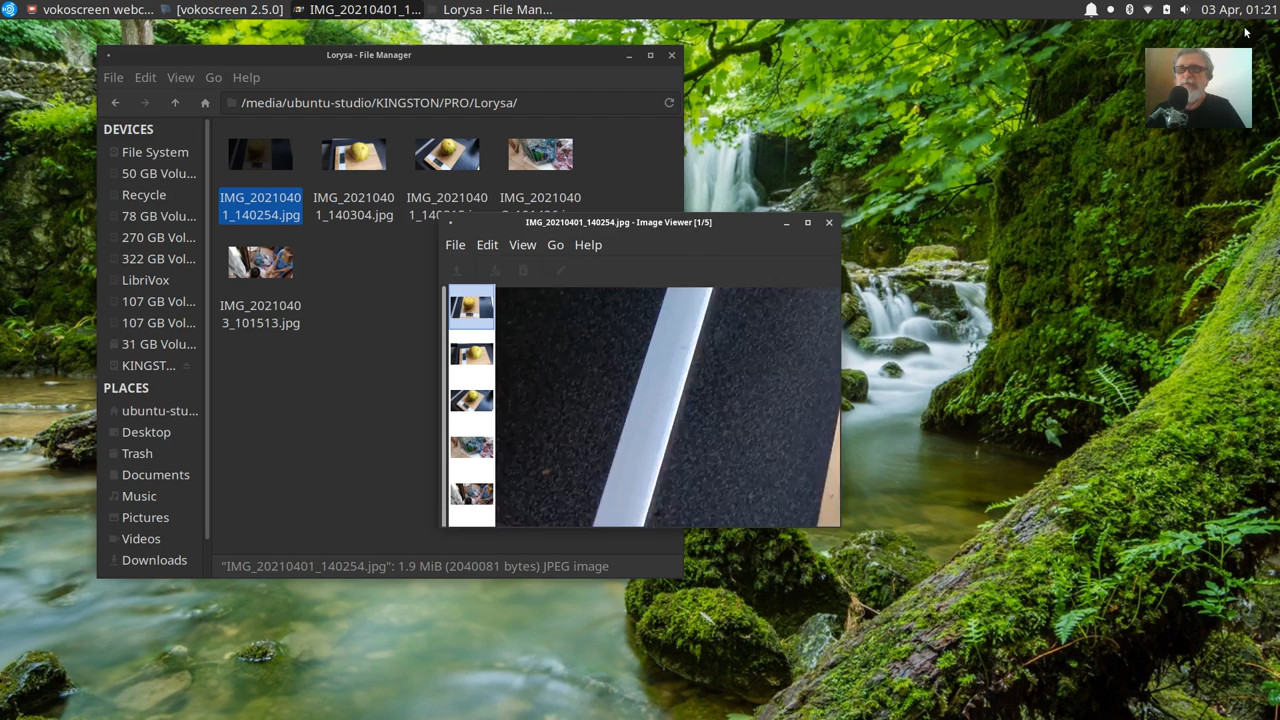 vokoscreen webc...
[vokoscreen 2.5.0]
IMG_20210401_1...
Lorysa - File Man...
03 Apr, 01:21
Lorysa - File Manager
File Edit View Go Help
/media/ubuntu-studio/KINGSTON/PRO/Lorysa/
DEVICES
File System
50 GB Volu...
Recycle
78 GB Volu...
270 GB Vol...
322 GB Vol...
LibriVox
107 GB Vol...
107 GB Vol...
31 GB Volu...
KINGST...
PLACES
ubuntu-stu...
Desktop
Trash
Documents
Music
Pictures
Videos
Downloads
IMG_2021040
1_140254.jpg
IMG_2021040
1_140304.jpg
IMG_2021040
IMG_2021040
IMG_2021040
3_101513.jpg
"IMG_20210401_140254.jpg": 1.9 MiB (2040081 bytes) JPEG image
IMG_20210401_140254.jpg - Image Viewer [1/5]
File Edit View Go Help